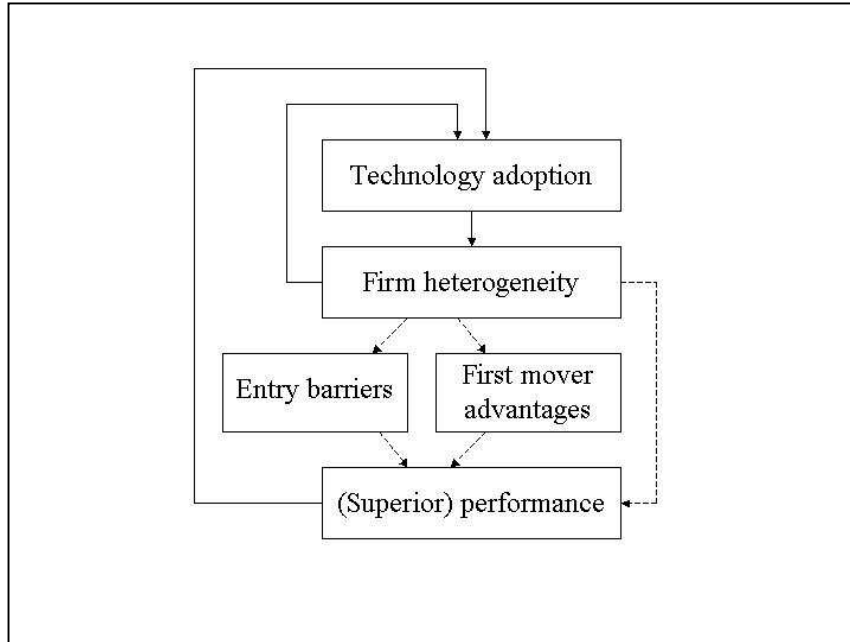 Technology adoption
Firm heterogeneity
Entry barriers
First mover
advantages
(Superior) performance